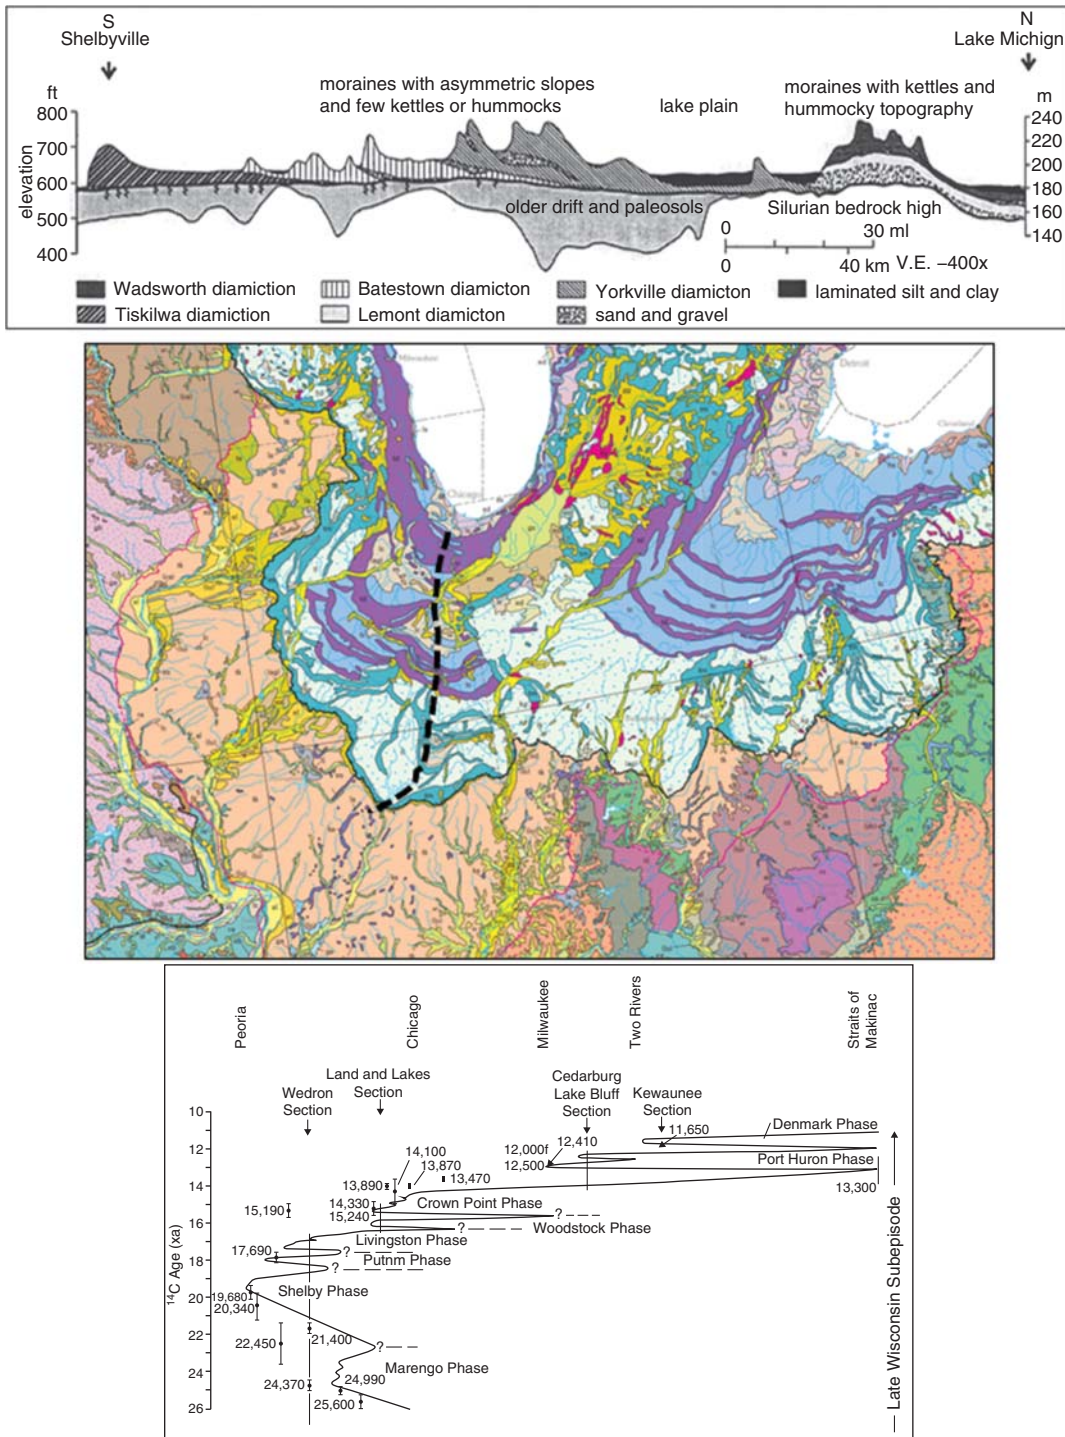 S
Shelbyville
N
Lake Michign
ft
m
moraines with asymmetric slopes
and few kettles or hummocks
lake plain
moraines with kettles and
hummocky topography
800
700
600
500
400
elevation
240
220
200
180
160
140
older drift and paleosols
Silurian bedrock high
0 30 ml
0 40 km V.E. –400x
Wadsworth diamiction
Batestown diamicton
Yorkville diamicton
laminated silt and clay
Tiskilwa diamiction
Lemont diamicton
sand and gravel
Milwaukee
Chicago
Detroit
Cleveland
Peoria
Chicago
Milwaukee
Two Rivers
Straits of
Makinac
Wedron
Section
Land and Lakes
Section
Cedarburg
Lake Bluff
Section
Kewaunee
Section
10
12
13
14
16
18
20
22
24
26
¹⁴C Age (xa)
Denmark Phase
11,650
12,410
12,000f
12,500
Port Huron Phase
13,300
14,100
13,870
13,470
13,890
Crown Point Phase
14,330
15,240
15,190
? Woodstock Phase
?
Livingston Phase
17,690
?
Putnm Phase
?
Shelby Phase
19,680
20,340
21,400
22,450
?
Marengo Phase
24,370
24,990
25,600
Late Wisconsin Subepisode